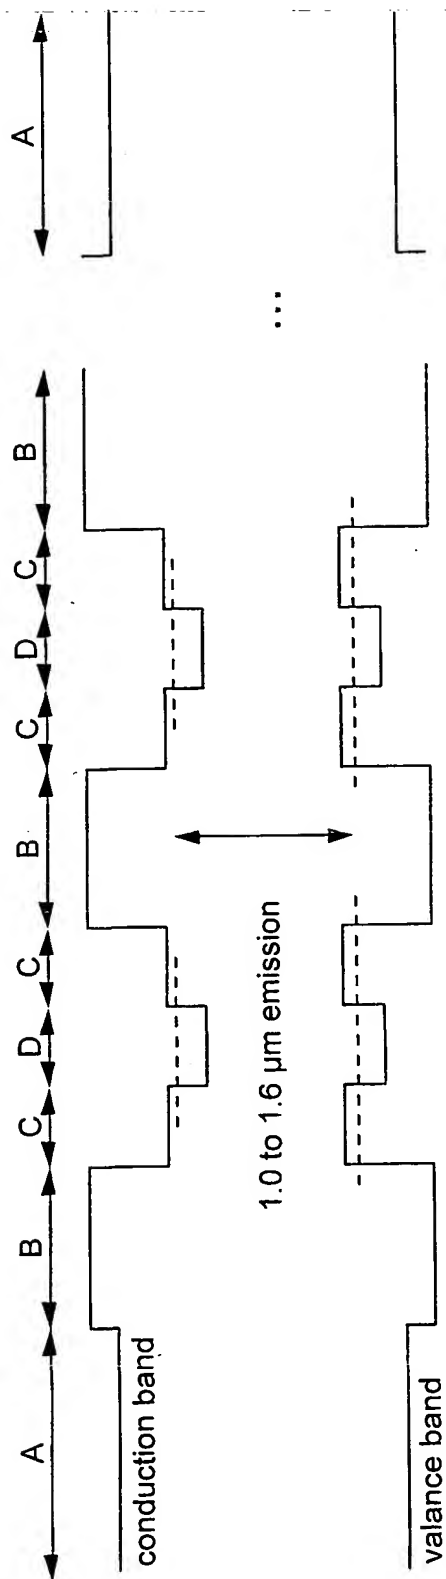 A B C D C B C D C B A
conduction band
1.0 to 1.6 µm emission
...
valance band